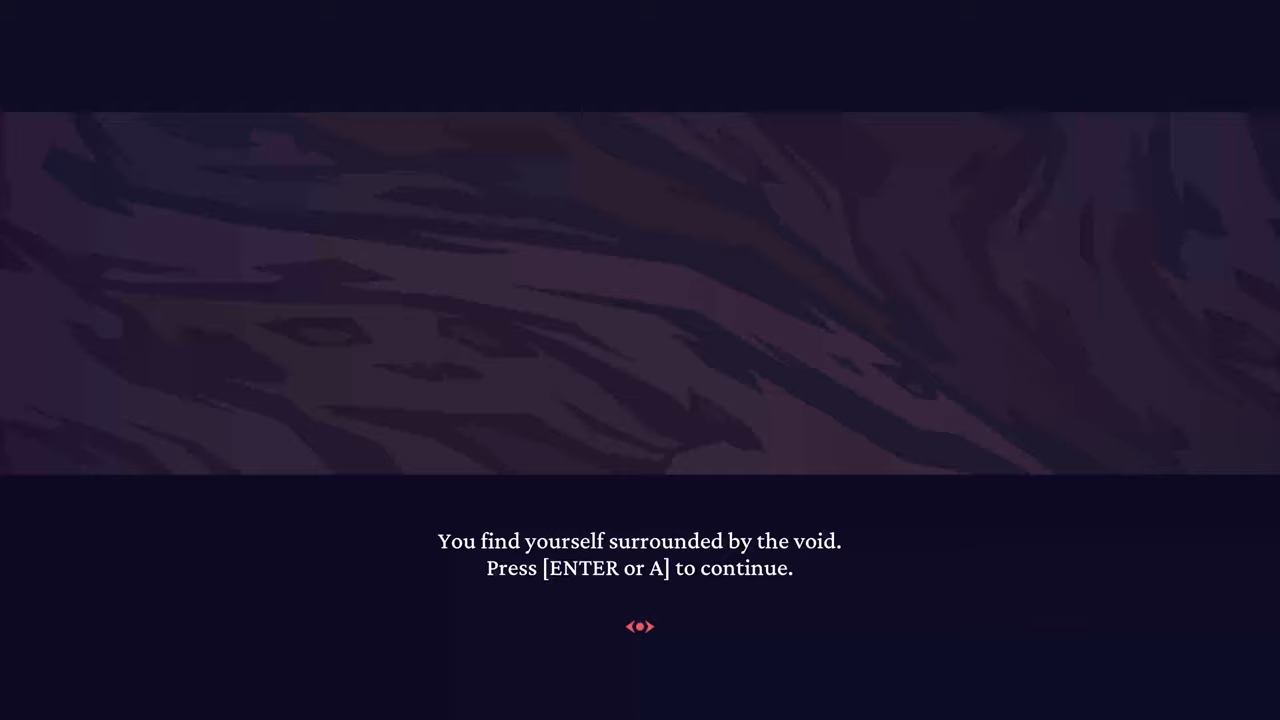 You find yourself surrounded by the void.
Press [ENTER or A] to continue.